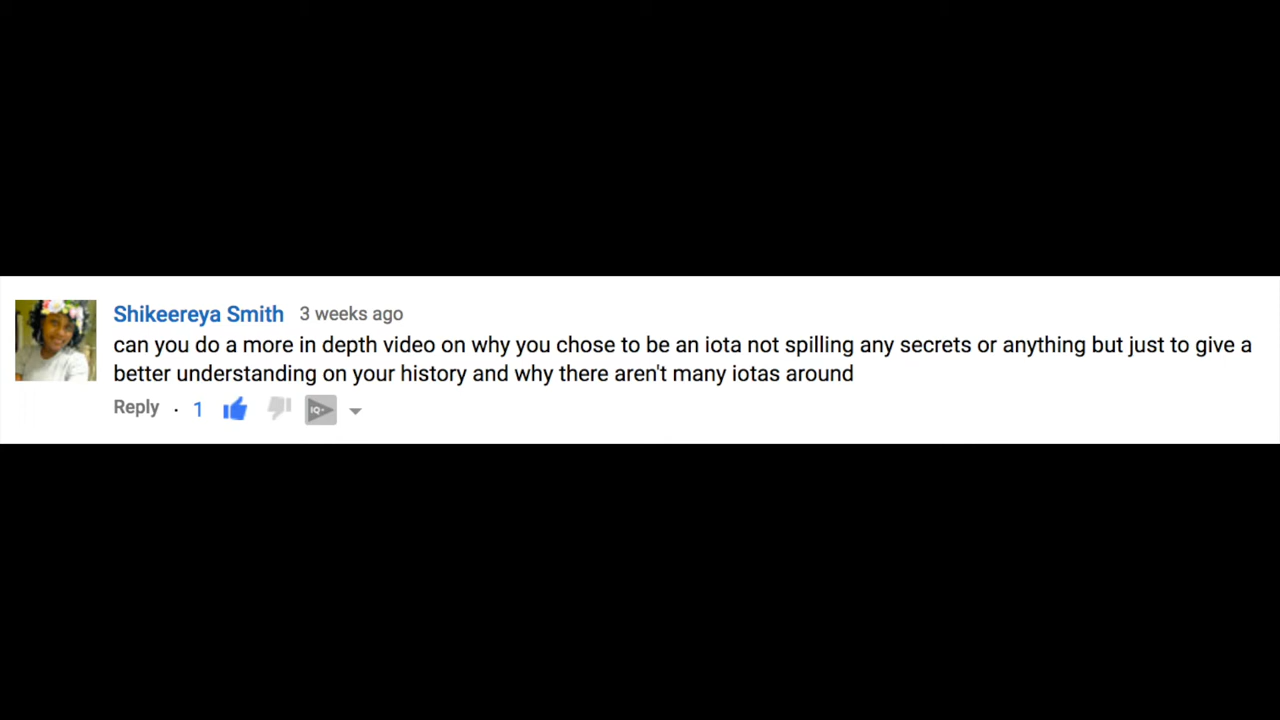 Shikeereya Smith 3 weeks ago
can you do a more in depth video on why you chose to be an iota not spilling any secrets or anything but just to give a
better understanding on your history and why there aren't many iotas around
Reply · 1 IQ+